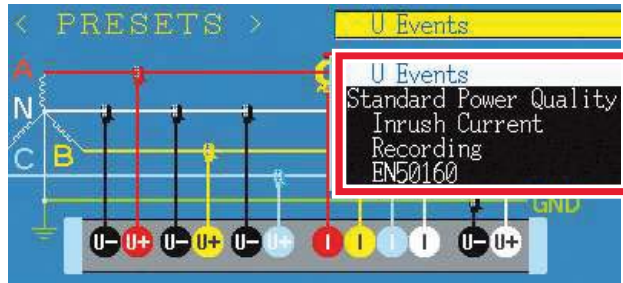 < PRESETS >
U Events
A
U Events
Standard Power Quality
N
Inrush Current
Recording
C
B
EN50160
GND
U- U+ U- U+ U- U+ I I I I U- U+